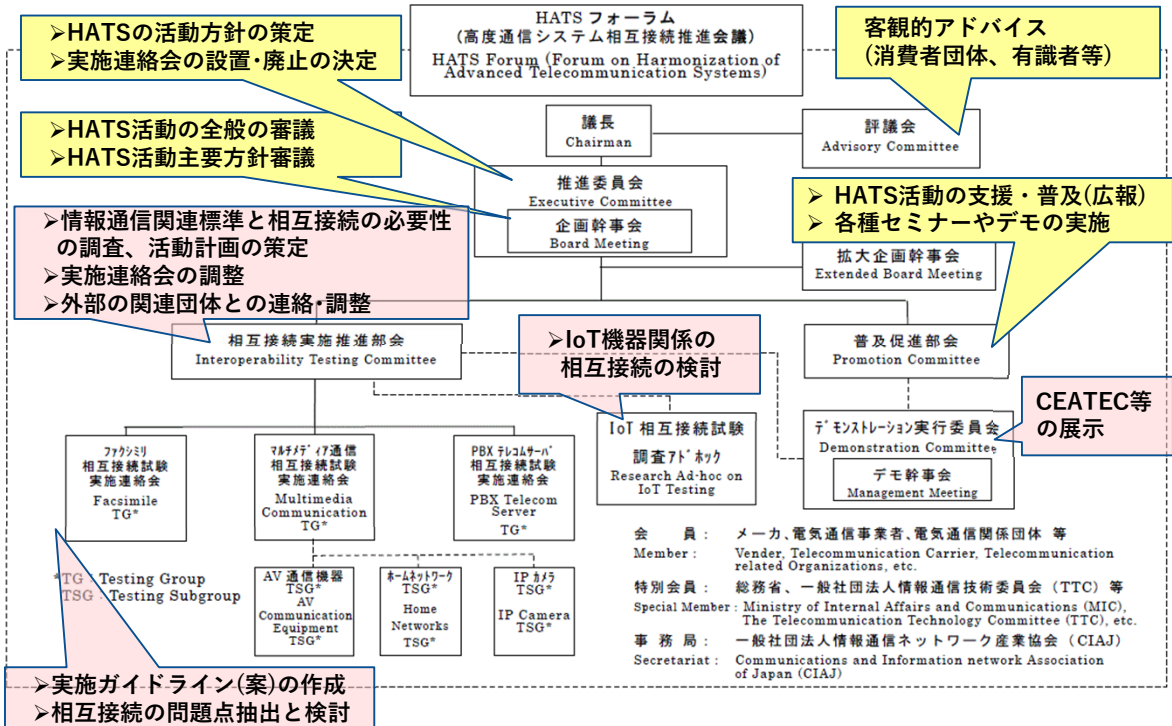 HATS フォーラム
(高度通信システム相互接続推進会議)
HATS Forum (Forum on Harmonization of
Advanced Telecommunication Systems)
➢HATSの活動方針の策定
➢実施連絡会の設置･廃止の決定
客観的アドバイス
(消費者団体、有識者等)
議長
Chairman
評議会
Advisory Committee
➢HATS活動の全般の審議
➢HATS活動主要方針審議
推進委員会
Executive Committee
企画幹事会
Board Meeting
➢ HATS活動の支援・普及(広報)
➢ 各種セミナーやデモの実施
拡大企画幹事会
Extended Board Meeting
➢情報通信関連標準と相互接続の必要性
の調査、活動計画の策定
➢実施連絡会の調整
➢外部の関連団体との連絡･調整
相互接続実施推進部会
Interoperability Testing Committee
➢IoT機器関係の
相互接続の検討
普及促進部会
Promotion Committee
CEATEC等
の展示
ﾌｧｸｼﾐﾘ
相互接続試験
実施連絡会
Facsimile
TG*
ﾏﾙﾁﾒﾃﾞｨｱ通信
相互接続試験
実施連絡会
Multimedia
Communication
TG*
PBX ﾃﾚｺﾑｻｰﾊﾞ
相互接続試験
実施連絡会
PBX Telecom
Server
TG*
IoT 相互接続試験
調査ｱﾄﾞﾎｯｸ
Research Ad-hoc on
IoT Testing
ﾃﾞﾓﾝｽﾄﾚｰｼｮﾝ実行委員会
Demonstration Committee
デモ幹事会
Management Meeting
*TG : Testing Group
TSG : Testing Subgroup
AV 通信機器
TSG*
AV
Communication
Equipment
TSG*
ﾎｰﾑﾈｯﾄﾜｰｸ
TSG*
Home
Networks
TSG*
IP ｶﾒﾗ
TSG*
IP Camera
TSG*
会 員 : メーカ、電気通信事業者、電気通信関係団体 等
Member : Vender, Telecommunication Carrier, Telecommunication
related Organizations, etc.
特別会員 : 総務省、一般社団法人情報通信技術委員会（TTC）等
Special Member : Ministry of Internal Affairs and Communications (MIC),
The Telecommunication Technology Committee (TTC), etc.
事 務 局 : 一般社団法人情報通信ネットワーク産業協会（CIAJ）
Secretariat : Communications and Information network Association
of Japan (CIAJ)
➢実施ガイドライン(案)の作成
➢相互接続の問題点抽出と検討